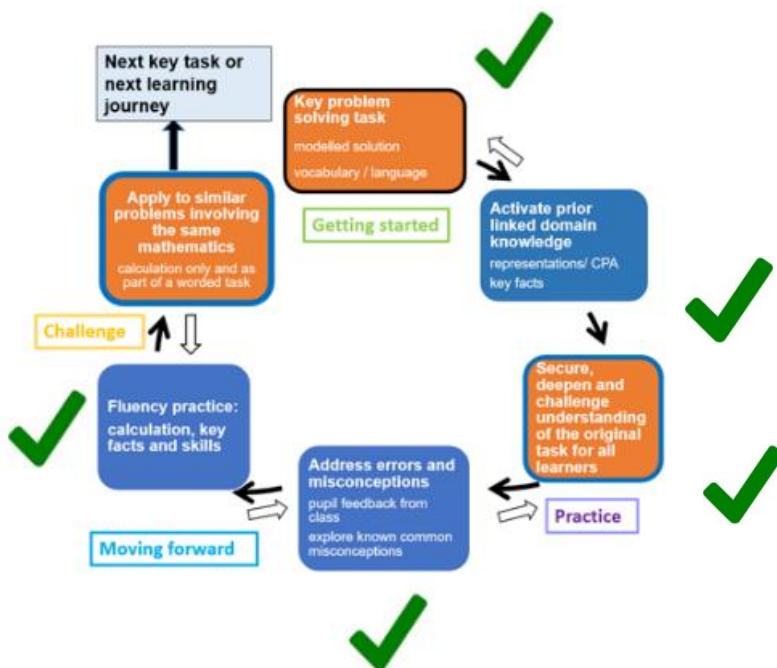 Next key task or
next learning
journey
Key problem
solving task
modelled solution
vocabulary / language
Getting started
Activate prior
linked domain
knowledge
representations/ CPA
key facts
Secure,
deepen and
challenge
understanding
of the original
task for all
learners
Practice
Address errors and
misconceptions
pupil feedback from
class
explore known common
misconceptions
Moving forward
Fluency practice:
calculation, key
facts and skills
Challenge
Apply to similar
problems involving
the same
mathematics
calculation only and as
part of a worded task